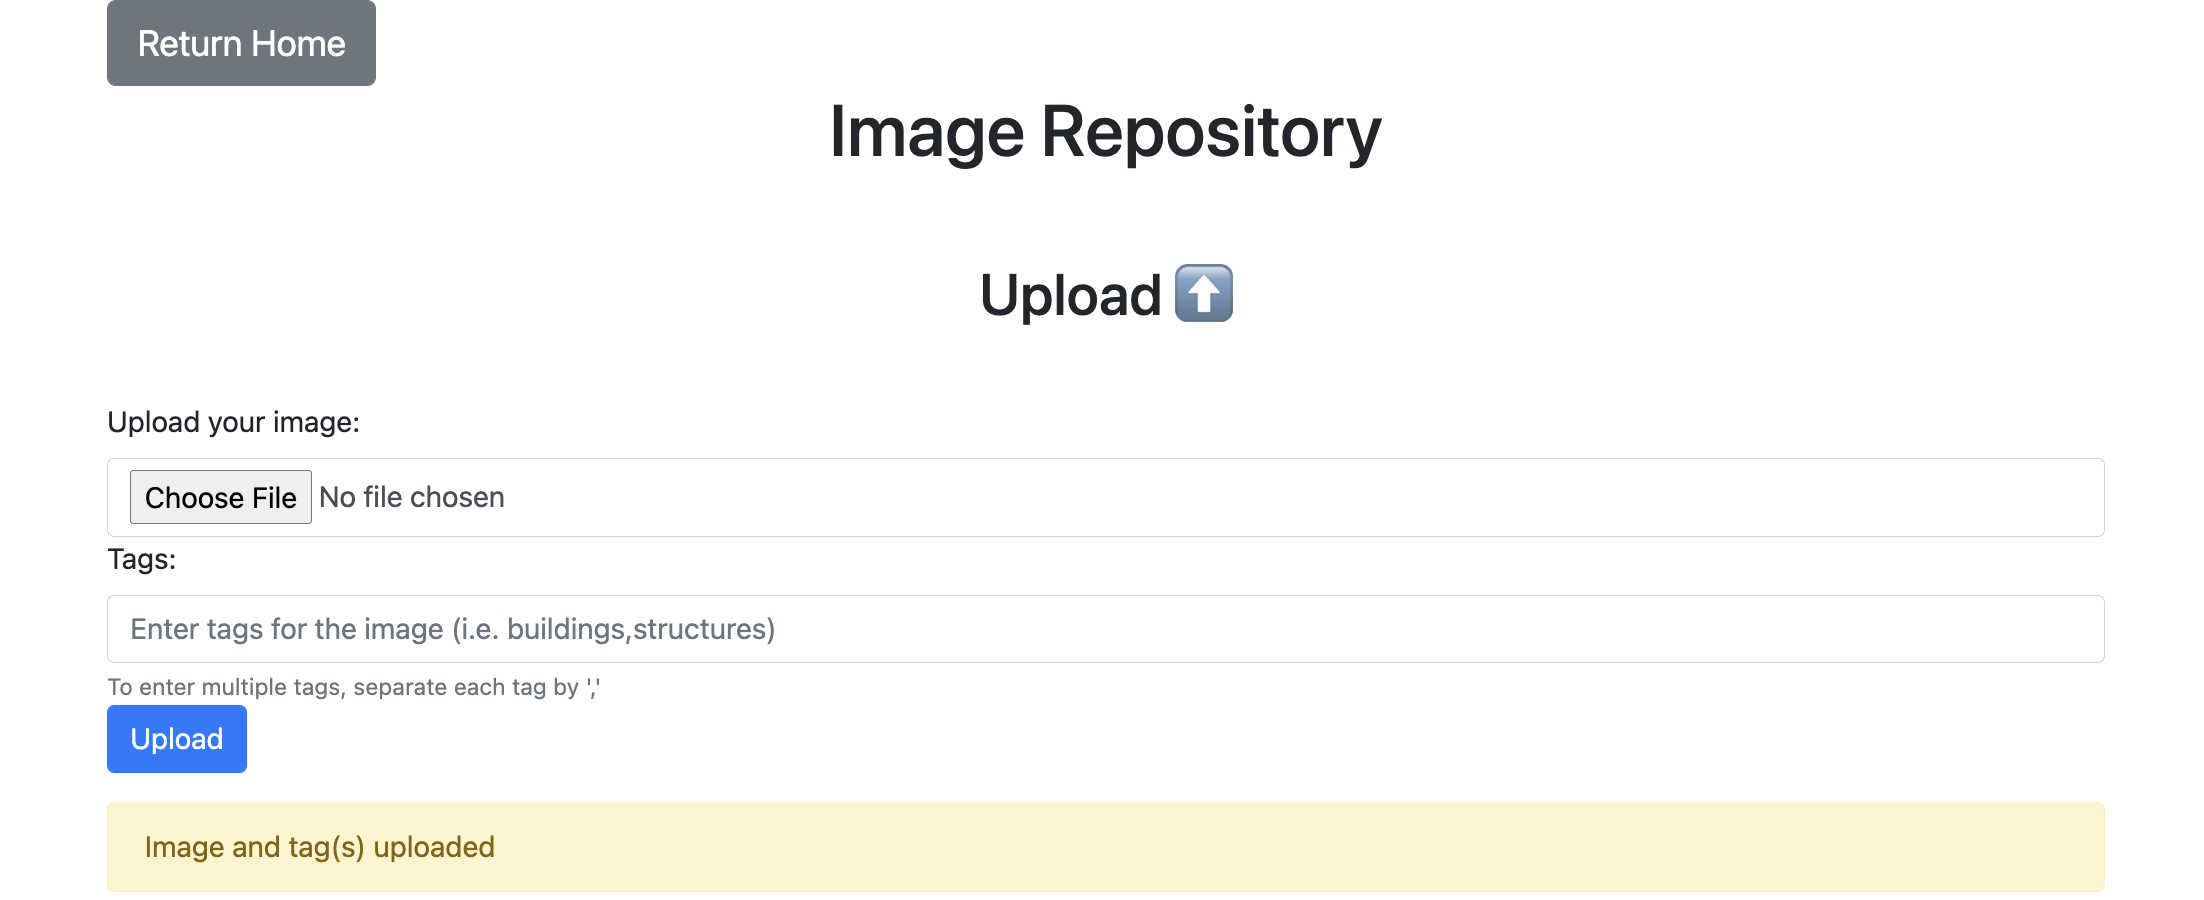 Return Home
Image Repository
Upload ⬆️
Upload your image:
Choose File No file chosen
Tags:
Enter tags for the image (i.e. buildings,structures)
To enter multiple tags, separate each tag by ','
Upload
Image and tag(s) uploaded